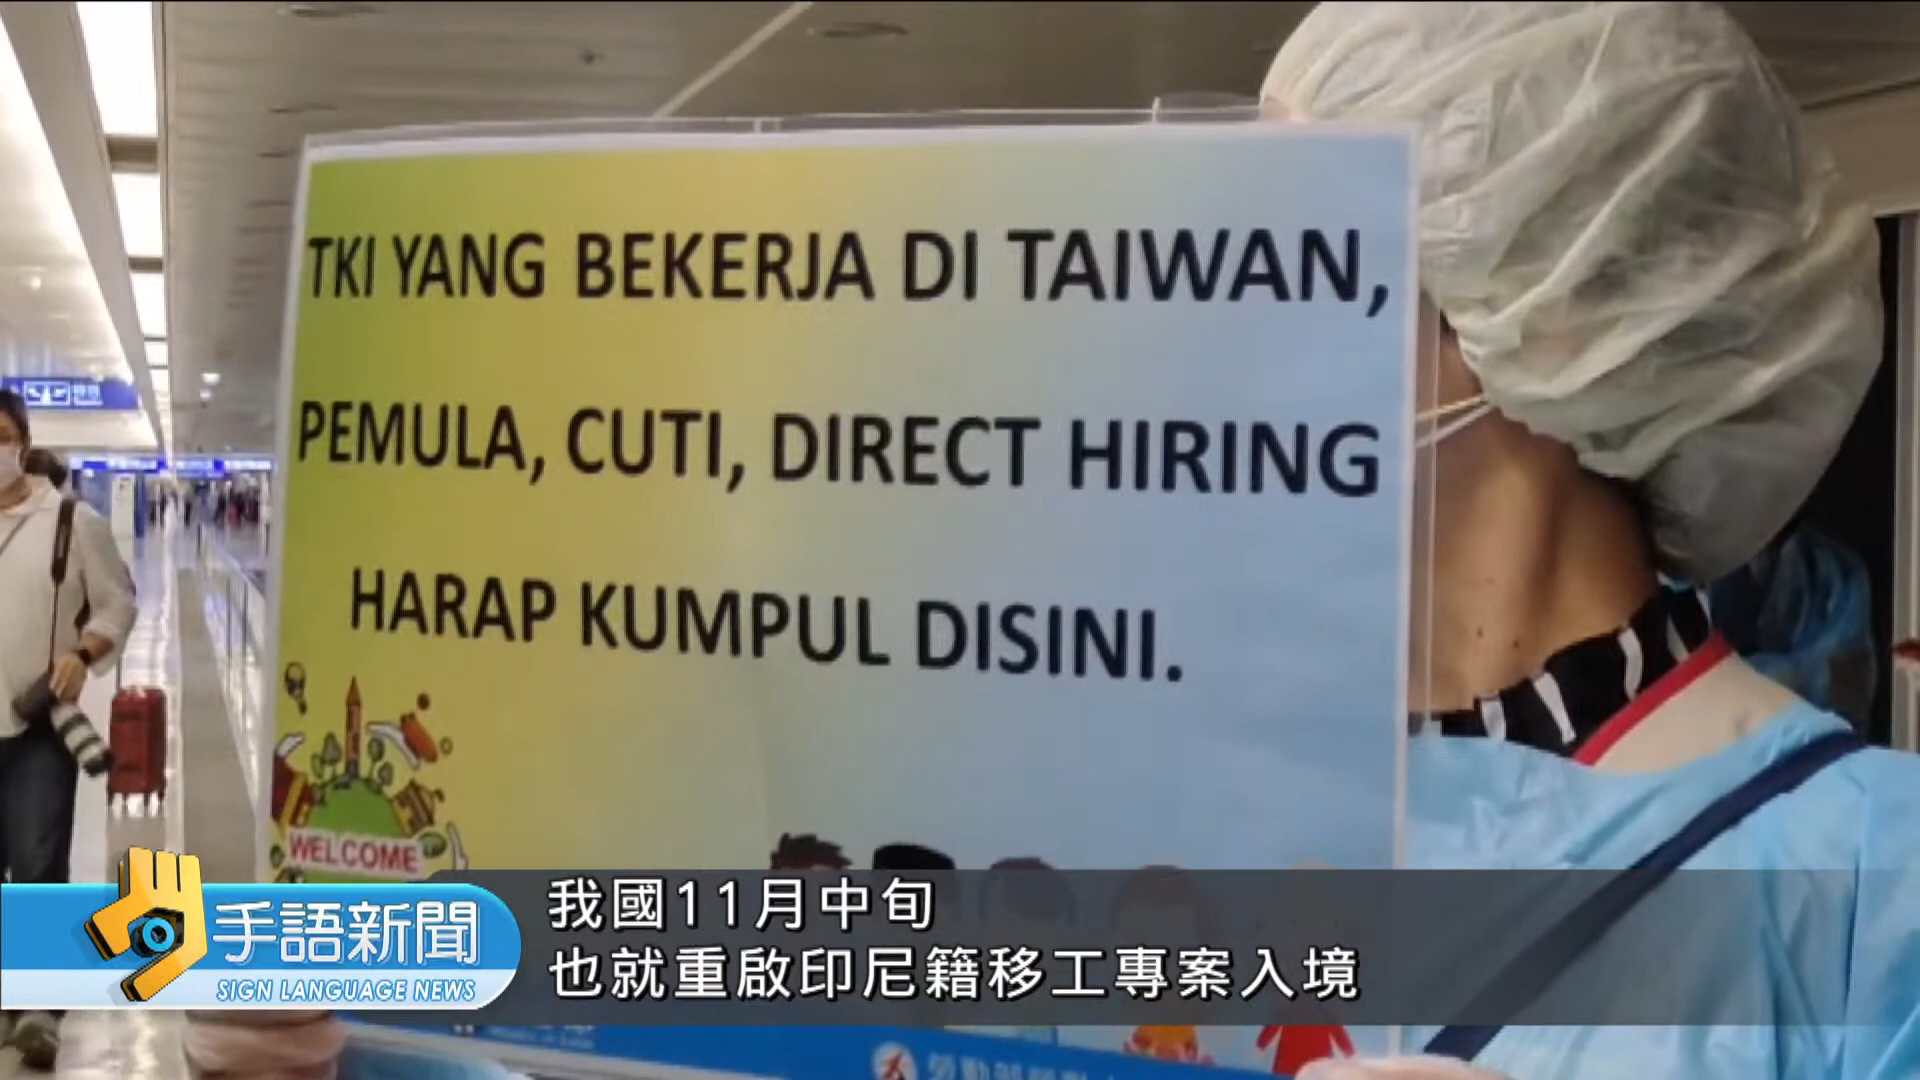 TKI YANG BEKERJA DI TAIWAN,
PEMULA, CUTI, DIRECT HIRING
HARAP KUMPUL DISINI.
WELCOME
手語新聞
SIGN LANGUAGE NEWS
我國11月中旬
也就重啟印尼籍移工專案入境